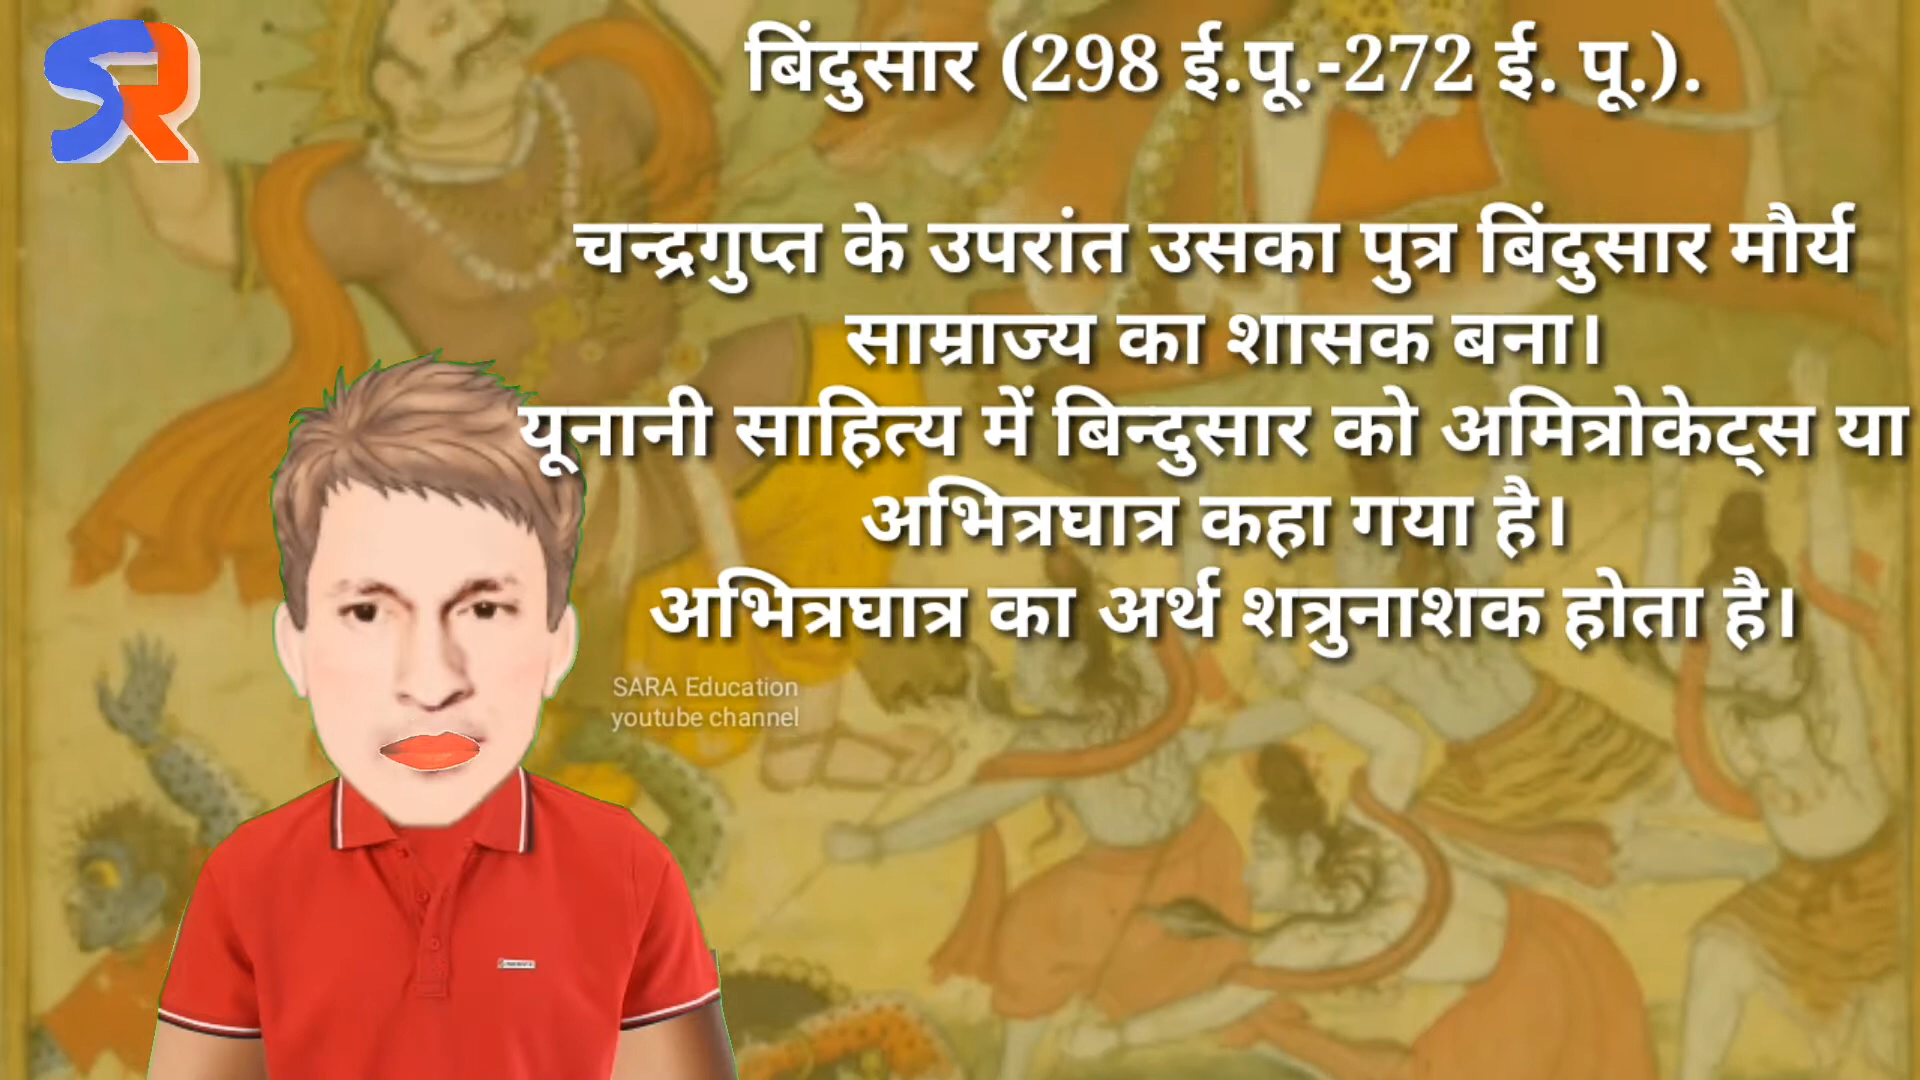 SR
बिंदुसार (298 ई.पू.-272 ई. पू.).
चन्द्रगुप्त के उपरांत उसका पुत्र बिंदुसार मौर्य
साम्राज्य का शासक बना।
यूनानी साहित्य में बिन्दुसार को अमित्रोकेट्स या
अभित्रघात्र कहा गया है।
अभित्रघात्र का अर्थ शत्रुनाशक होता है।
SARA Education
youtube channel